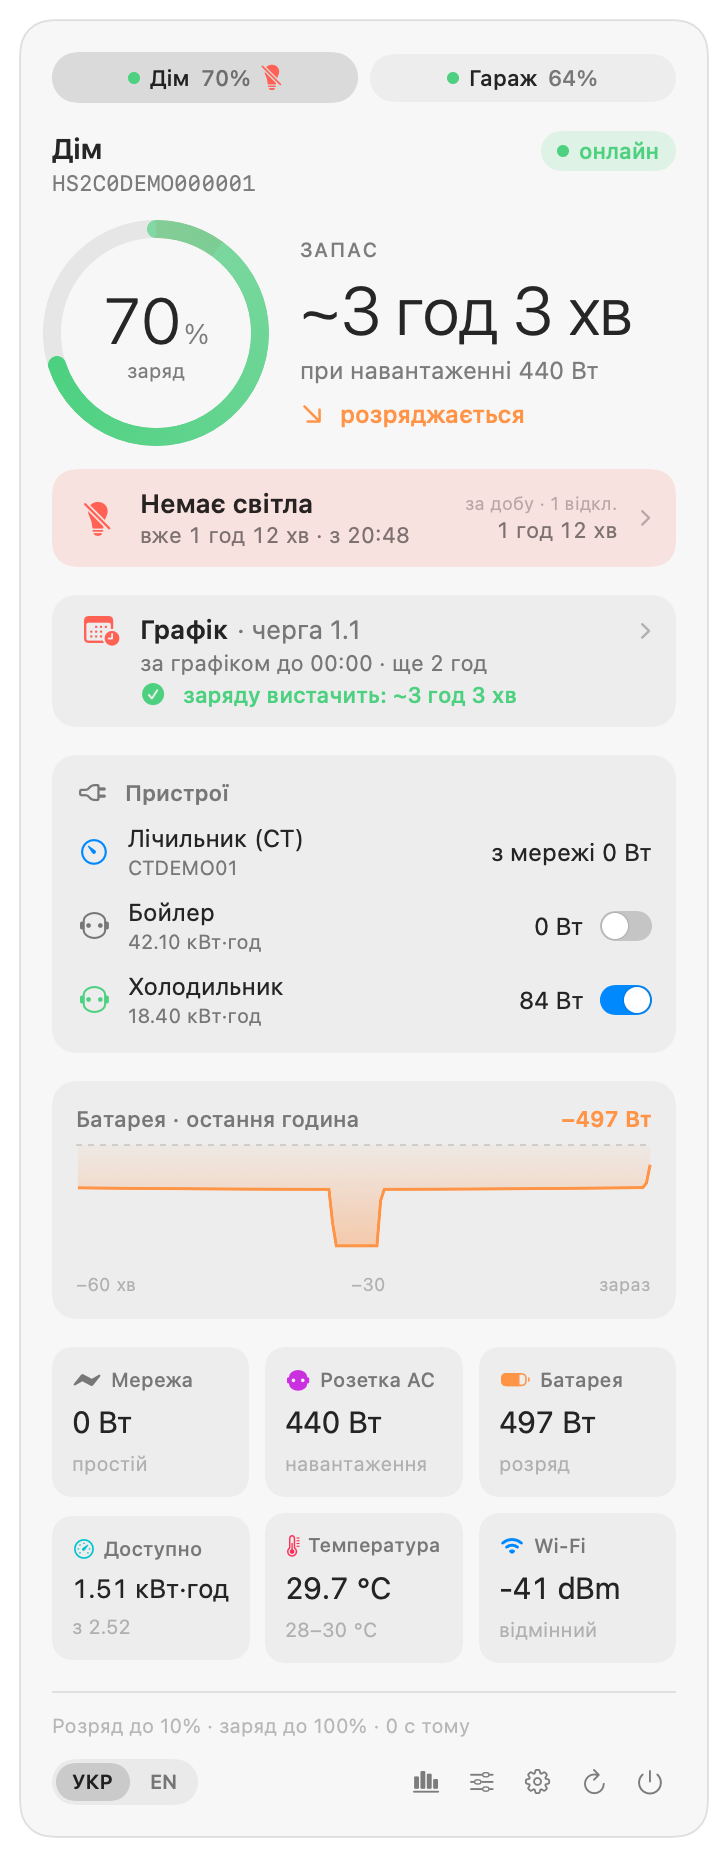 Дім 70%
Гараж 64%
Дім
онлайн
HS2C0DEMO000001
70%
заряд
ЗАПАС
~3 год 3 хв
при навантаженні 440 Вт
розряджається
Немає світла
вже 1 год 12 хв · з 20:48
за добу · 1 відкл.
1 год 12 хв
Графік · черга 1.1
за графіком до 00:00 · ще 2 год
заряду вистачить: ~3 год 3 хв
Пристрої
Лічильник (CT)
CTDEMO01
з мережі 0 Вт
Бойлер
42.10 кВт·год
0 Вт
Холодильник
18.40 кВт·год
84 Вт
Батарея · остання година
−497 Вт
−60 хв
−30
зараз
Мережа
0 Вт
простій
Розетка AC
440 Вт
навантаження
Батарея
497 Вт
розряд
Доступно
1.51 кВт·год
з 2.52
Температура
29.7 °C
28–30 °C
Wi-Fi
-41 dBm
відмінний
Розряд до 10% · заряд до 100% · 0 с тому
УКР
EN